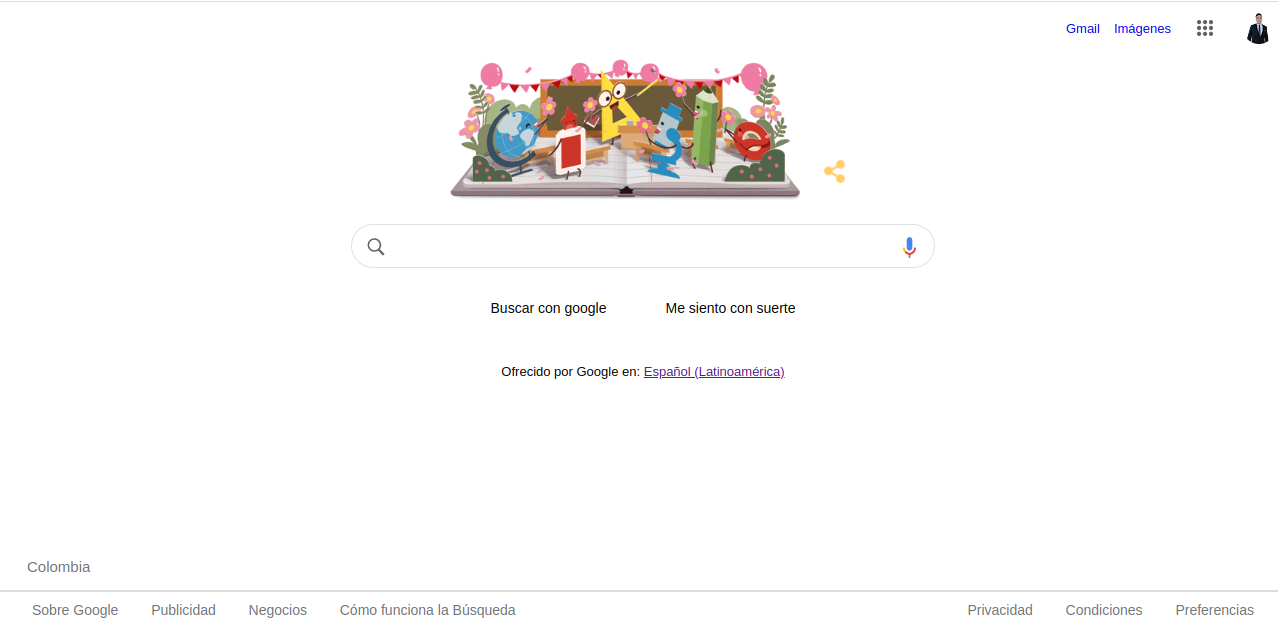 Gmail Imágenes
Buscar con google Me siento con suerte
Ofrecido por Google en: Español (Latinoamérica)
Colombia
Sobre Google Publicidad Negocios Cómo funciona la Búsqueda Privacidad Condiciones Preferencias